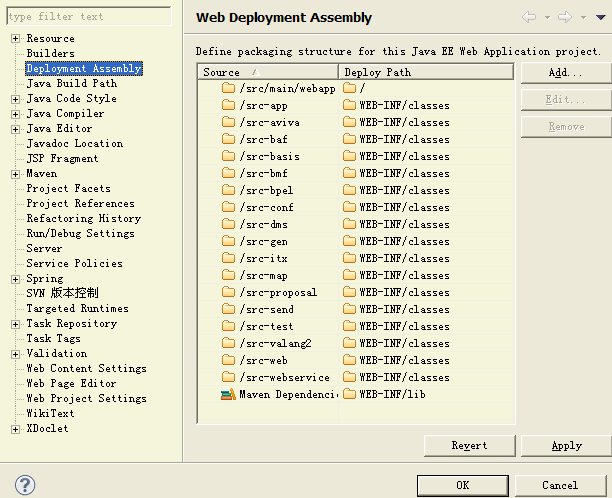 type filter text
Resource
Builders
Deployment Assembly
Java Build Path
Java Code Style
Java Compiler
Java Editor
Javadoc Location
JSP Fragment
Maven
Project Facets
Project References
Refactoring History
Run/Debug Settings
Server
Service Policies
Spring
SVN 版本控制
Targeted Runtimes
Task Repository
Task Tags
Validation
Web Content Settings
Web Page Editor
Web Project Settings
WikiText
XDoclet
Web Deployment Assembly
Define packaging structure for this Java EE Web Application project.
Source Deploy Path
/src/main/webapp /
/src-app WEB-INF/classes
/src-aviva WEB-INF/classes
/src-baf WEB-INF/classes
/src-basis WEB-INF/classes
/src-bmf WEB-INF/classes
/src-bpel WEB-INF/classes
/src-conf WEB-INF/classes
/src-dms WEB-INF/classes
/src-gen WEB-INF/classes
/src-itx WEB-INF/classes
/src-map WEB-INF/classes
/src-proposal WEB-INF/classes
/src-send WEB-INF/classes
/src-test WEB-INF/classes
/src-valang2 WEB-INF/classes
/src-web WEB-INF/classes
/src-webservice WEB-INF/classes
Maven Dependencie WEB-INF/lib
Add...
Edit...
Remove
Revert Apply
? OK Cancel